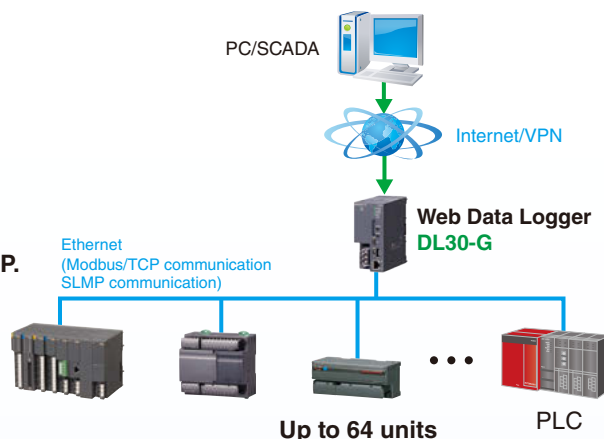 PC/SCADA
Internet/VPN
Web Data Logger
DL30-G
P.
Ethernet
(Modbus/TCP communication
SLMP communication)
Up to 64 units
PLC